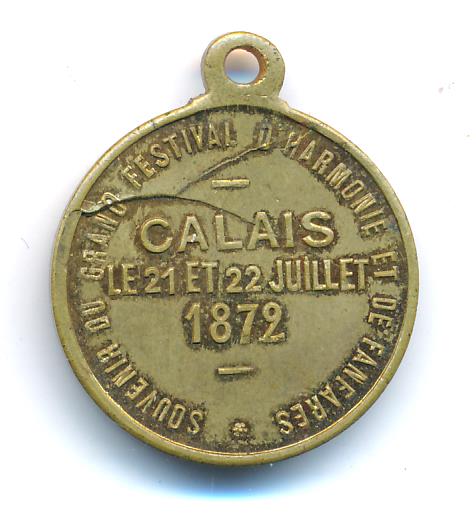 SOUVENIR DU GRAND FESTIVAL D'HARMONIE ET DE FANFARES
CALAIS
LE 21 ET 22 JUILLET
1872